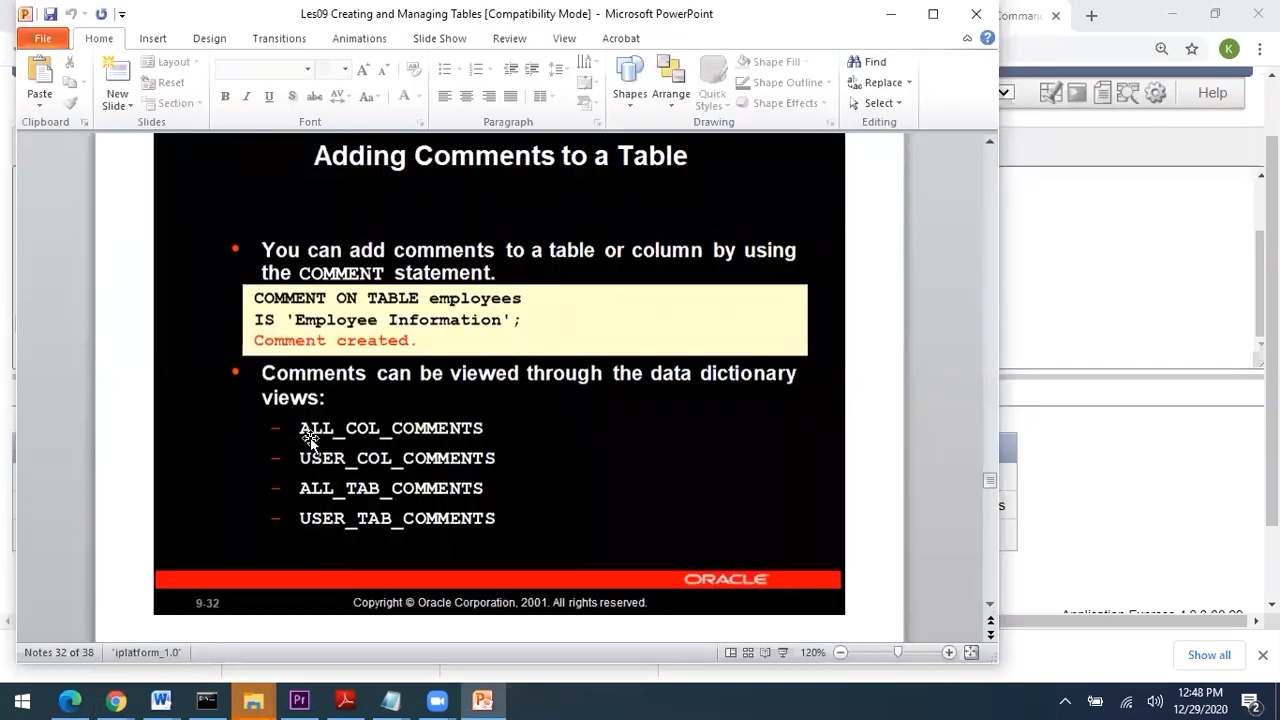 Les09 Creating and Managing Tables [Compatibility Mode] - Microsoft PowerPoint
File Home Insert Design Transitions Animations Slide Show Review View Acrobat
Paste
New Slide
Layout
Reset
Section
B I U S abc AV Aa A
Shapes
Arrange
Quick Styles
Shape Fill
Shape Outline
Shape Effects
Find
Replace
Select
Clipboard Slides Font Paragraph Drawing Editing
K
Help
Adding Comments to a Table
• You can add comments to a table or column by using
the COMMENT statement.
COMMENT ON TABLE employees
IS 'Employee Information';
Comment created.
• Comments can be viewed through the data dictionary
views:
– ALL_COL_COMMENTS
– USER_COL_COMMENTS
– ALL_TAB_COMMENTS
– USER_TAB_COMMENTS
ORACLE
9-32 Copyright © Oracle Corporation, 2001. All rights reserved.
Notes 32 of 38 'iplatform_1.0' 120%
Show all
12:48 PM
12/29/2020
2